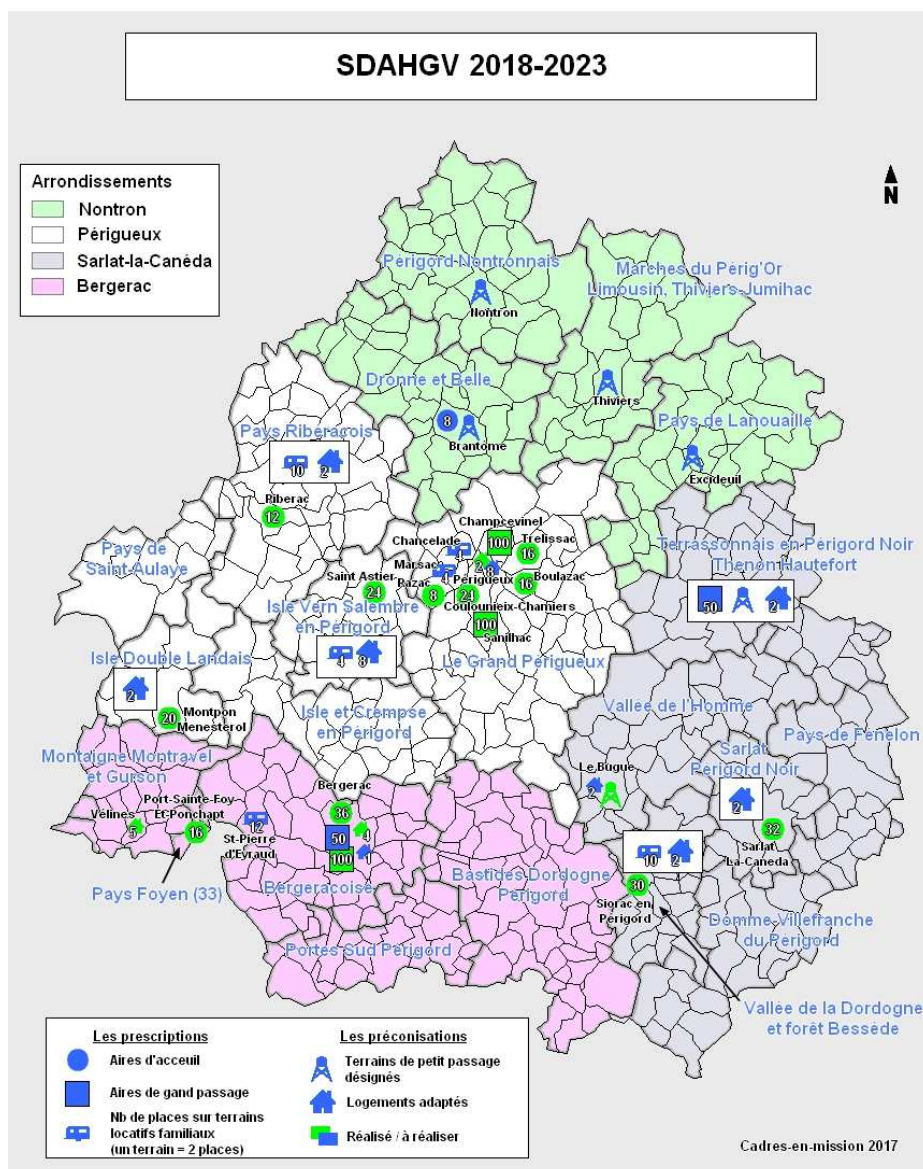 SDAHGV 2018-2023
Arrondissements
Nontron
Périgueux
Sarlat-la-Canéda
Bergerac
N
Périgord Nontronnais
Nontron
Marches du Périg'Or
Limousin, Thiviers-Jumilhac
Thiviers
Dronne et Belle
8
Brantome
Pays de Lanouaille
Excideuil
Pays Riberacois
10
2
Riberac
12
Pays de
Saint Aulaye
Champcevinel
100
Chancelade
4
Trelissac
16
Marsac
4
2
8
Razac
8
Périgueux
24
Boulazac
16
Coulounieix-Chamiers
100
Sanilhac
Le Grand Périgueux
Saint Astier
24
Isle Vern Salembre
en Périgord
4
8
Terrassonnais en Périgord Noir
Thenon Hautefort
50
2
Isle Double Landais
2
20
Montpon
Menesterol
Isle et Crempse
en Périgord
Vallée de l'Homme
Pays de Fenelon
Sarlat
Périgord Noir
2
32
Sarlat
La-Caneda
Le Bugue
2
Montaigne Montravel
et Gurson
Vélines
5
Port-Sainte-Foy
Et-Ponchapt
16
Pays Foyen (33)
12
St-Pierre
d'Eyraud
Bergerac
36
50
4
100
1
Bergeracoise
Bastides Dordogne
Périgord
10
2
30
Siorac en
Périgord
Portes Sud Périgord
Domme Villefranche
du Périgord
Vallée de la Dordogne
et forêt Bessède
Les prescriptions
Aires d'acceuil
Aires de gand passage
Nb de places sur terrains
locatifs familiaux
(un terrain = 2 places)
Les préconisations
Terrains de petit passage
désignés
Logements adaptés
Réalisé / à réaliser
Cadres-en-mission 2017